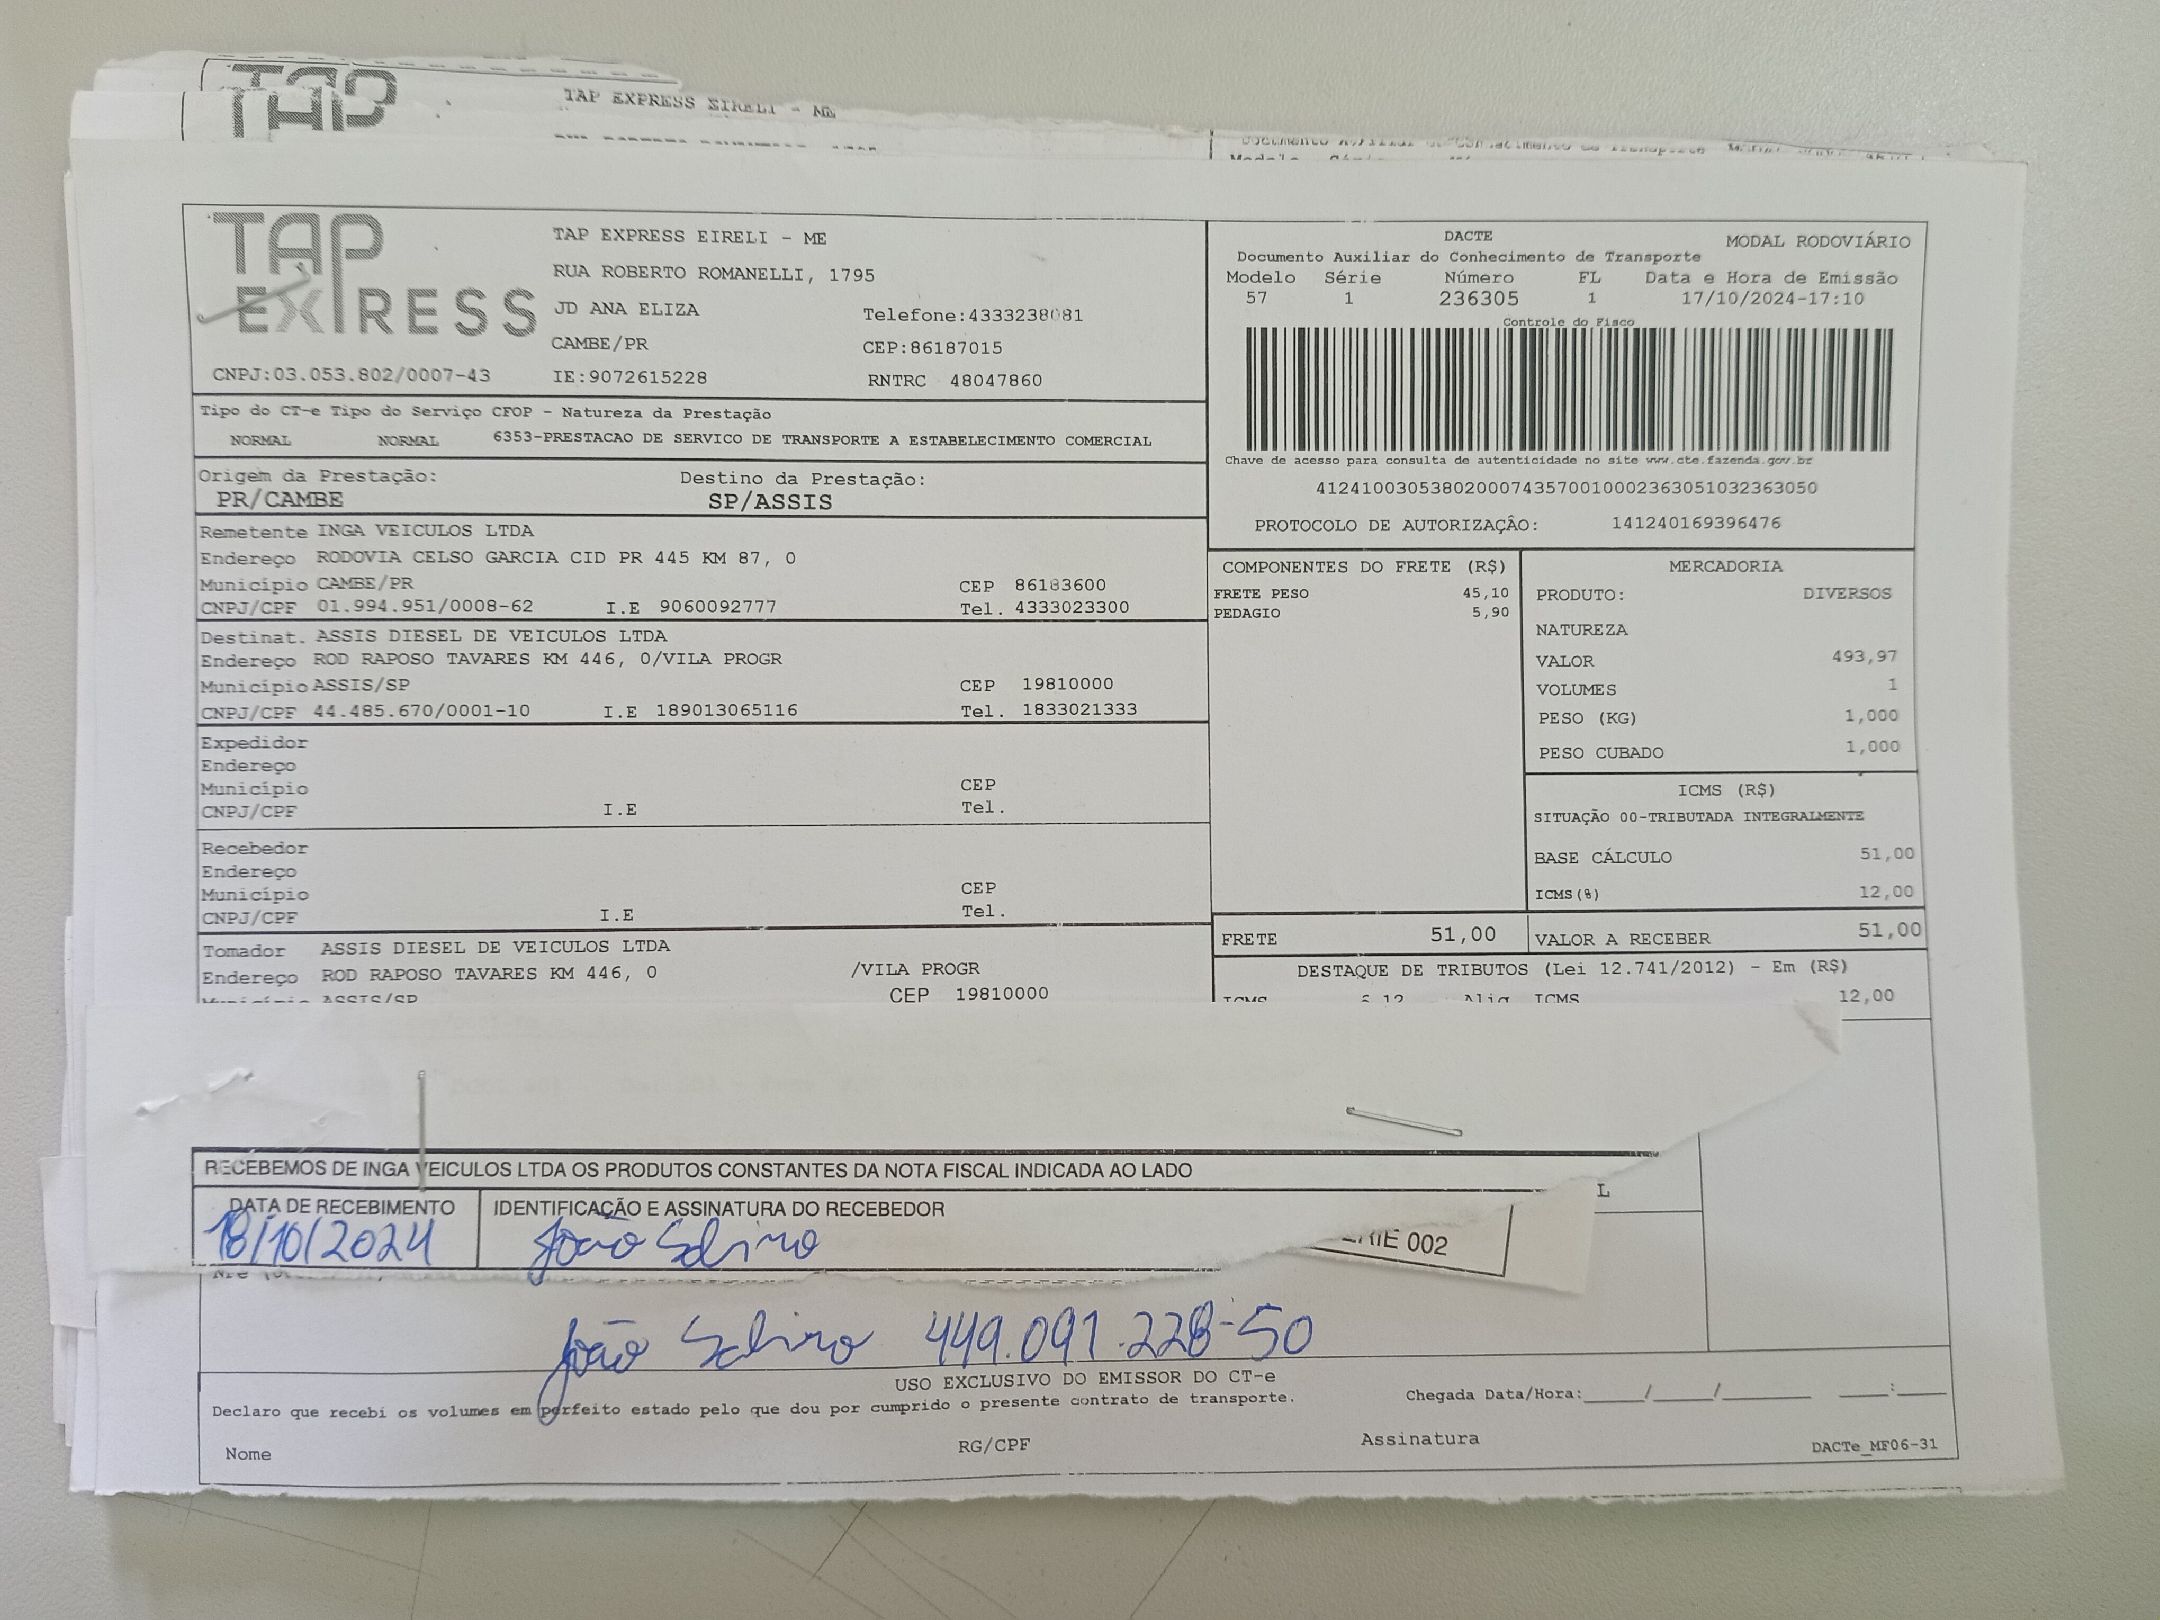 TAP
TAP EXPRESS EIRELI - ME
TAP EXPRESS
CNPJ:03.053.802/0007-43
TAP EXPRESS EIRELI - ME
RUA ROBERTO ROMANELLI, 1795
JD ANA ELIZA
Telefone:4333238081
CAMBE/PR
CEP:86187015
IE:9072615228
RNTRC 48047860
DACTE
MODAL RODOVIÁRIO
Documento Auxiliar do Conhecimento de Transporte
Modelo Série Número FL Data e Hora de Emissão
57 1 236305 1 17/10/2024-17:10
Controle do Fisco
Chave de acesso para consulta de autenticidade no site www.cte.fazenda.gov.br
41241003053802000743570010002363051032363050
PROTOCOLO DE AUTORIZAÇÃO: 141240169396476
Tipo do CT-e Tipo do Serviço CFOP - Natureza da Prestação
NORMAL NORMAL 6353-PRESTACAO DE SERVICO DE TRANSPORTE A ESTABELECIMENTO COMERCIAL
Origem da Prestação: Destino da Prestação:
PR/CAMBE SP/ASSIS
Remetente INGA VEICULOS LTDA
Endereço RODOVIA CELSO GARCIA CID PR 445 KM 87, 0
Município CAMBE/PR CEP 86183600
CNPJ/CPF 01.994.951/0008-62 I.E 9060092777 Tel. 4333023300
Destinat. ASSIS DIESEL DE VEICULOS LTDA
Endereço ROD RAPOSO TAVARES KM 446, 0/VILA PROGR
Município ASSIS/SP CEP 19810000
CNPJ/CPF 44.485.670/0001-10 I.E 189013065116 Tel. 1833021333
Expedidor
Endereço
Município CEP
CNPJ/CPF I.E Tel.
Recebedor
Endereço
Município CEP
CNPJ/CPF I.E Tel.
Tomador ASSIS DIESEL DE VEICULOS LTDA
Endereço ROD RAPOSO TAVARES KM 446, 0 /VILA PROGR
Município ASSIS/SP CEP 19810000
COMPONENTES DO FRETE (R$)
FRETE PESO 45,10
PEDAGIO 5,90
MERCADORIA
PRODUTO: DIVERSOS
NATUREZA
VALOR 493,97
VOLUMES 1
PESO (KG) 1,000
PESO CUBADO 1,000
ICMS (R$)
SITUAÇÃO 00-TRIBUTADA INTEGRALMENTE
BASE CÁLCULO 51,00
ICMS(%) 12,00
FRETE 51,00 VALOR A RECEBER 51,00
DESTAQUE DE TRIBUTOS (Lei 12.741/2012) - Em (R$)
ICMS 6,12 Aliq ICMS 12,00
RECEBEMOS DE INGA VEICULOS LTDA OS PRODUTOS CONSTANTES DA NOTA FISCAL INDICADA AO LADO
DATA DE RECEBIMENTO IDENTIFICAÇÃO E ASSINATURA DO RECEBEDOR
18/10/2024 João
L
002
João 449.091.228-50
USO EXCLUSIVO DO EMISSOR DO CT-e
Declaro que recebi os volumes em perfeito estado pelo que dou por cumprido o presente contrato de transporte.
Chegada Data/Hora:____/____/______ ____:____
Nome RG/CPF Assinatura
DACTe_MF06-31